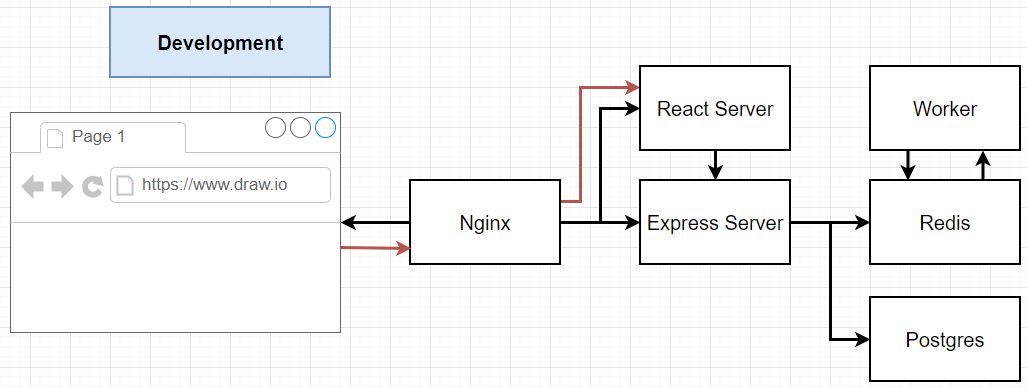 Development
Page 1
https://www.draw.io
Nginx
React Server
Express Server
Worker
Redis
Postgres